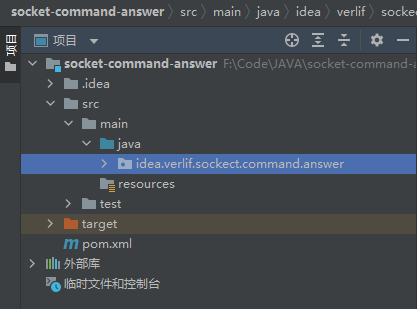 socket-command-answer › src › main › java › idea › verlif › socke
项目
项目
socket-command-answer F:\Code\JAVA\socket-command-a
.idea
src
main
java
idea.verlif.sockect.command.answer
resources
test
target
pom.xml
外部库
临时文件和控制台